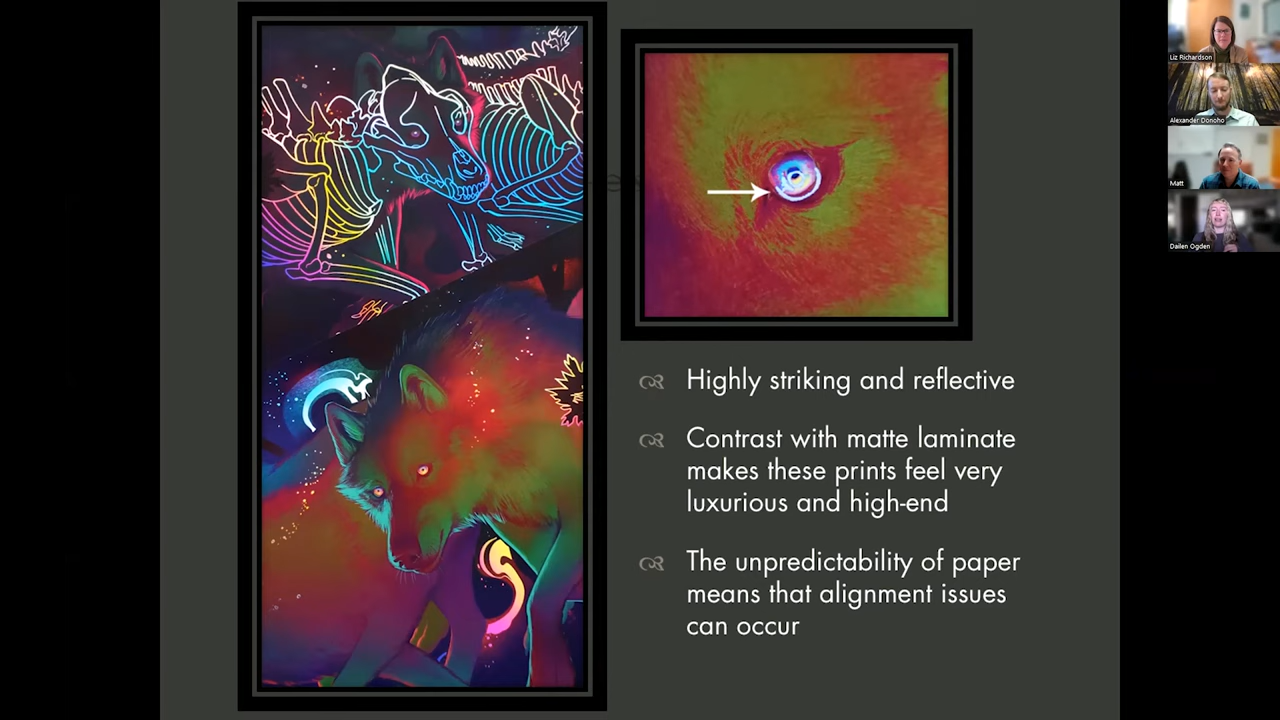 Highly striking and reflective
Contrast with matte laminate
makes these prints feel very
luxurious and high-end
The unpredictability of paper
means that alignment issues
can occur
Liz Richardson
Alexander Donoho
Matt
Dailen Ogden